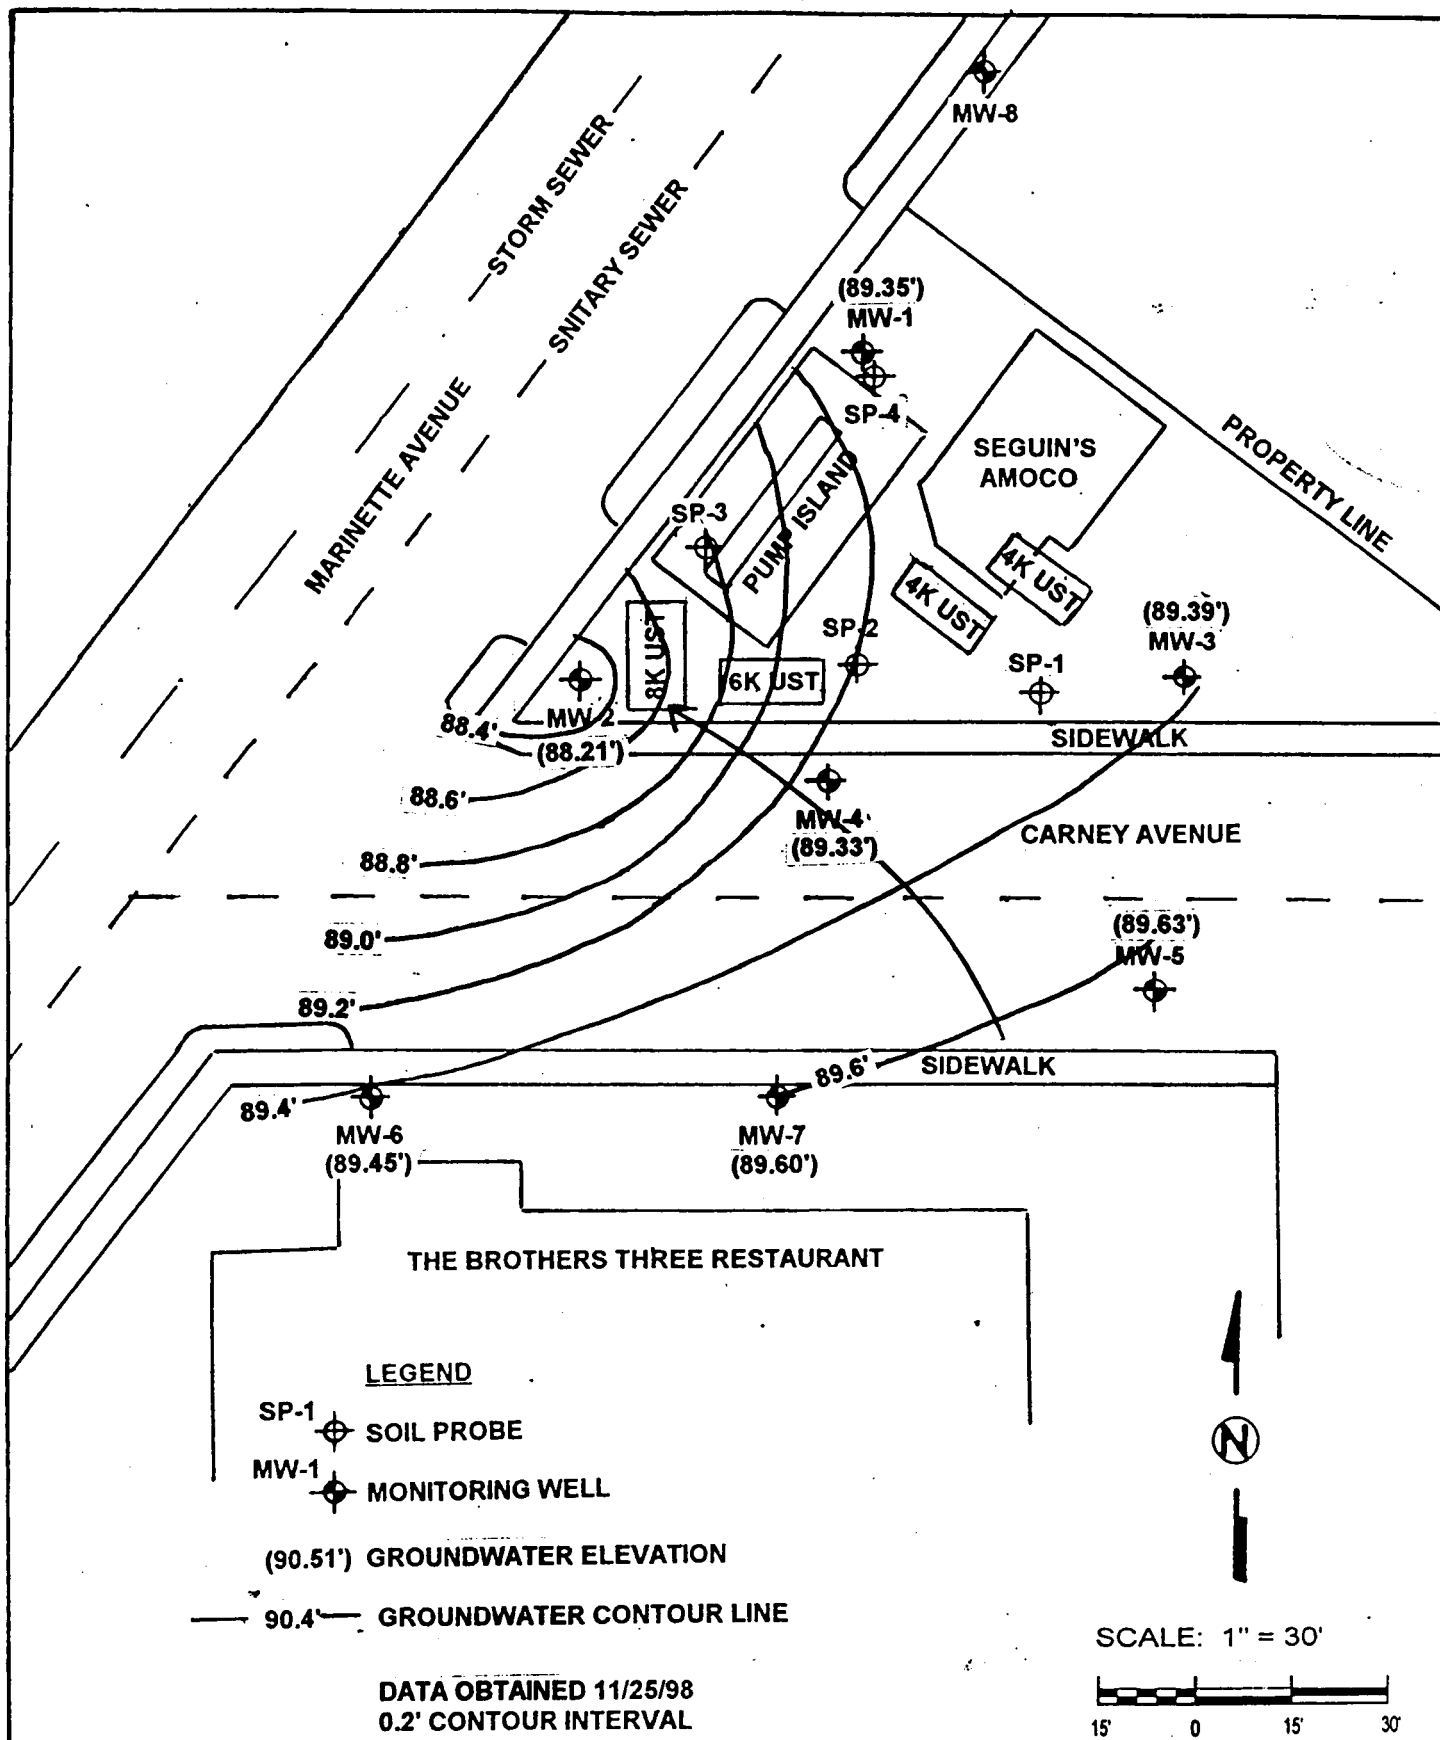 MW-8
STORM SEWER
SNITARY SEWER
MARINETTE AVENUE
(89.35')
MW-1
SP-4
SEGUIN'S
AMOCO
PROPERTY LINE
SP-3
PUMP ISLAND
4K UST
4K UST
(89.39')
MW-3
SP-2
SP-1
8K UST
6K UST
MW-2
(88.21')
88.4'
SIDEWALK
88.6'
MW-4
(89.33')
CARNEY AVENUE
88.8'
89.0'
(89.63')
MW-5
89.2'
89.6'
SIDEWALK
89.4'
MW-6
(89.45')
MW-7
(89.60')
THE BROTHERS THREE RESTAURANT
LEGEND
SP-1
SOIL PROBE
MW-1
MONITORING WELL
(90.51') GROUNDWATER ELEVATION
90.4' GROUNDWATER CONTOUR LINE
DATA OBTAINED 11/25/98
0.2' CONTOUR INTERVAL
N
SCALE: 1" = 30'
15' 0 15' 30'